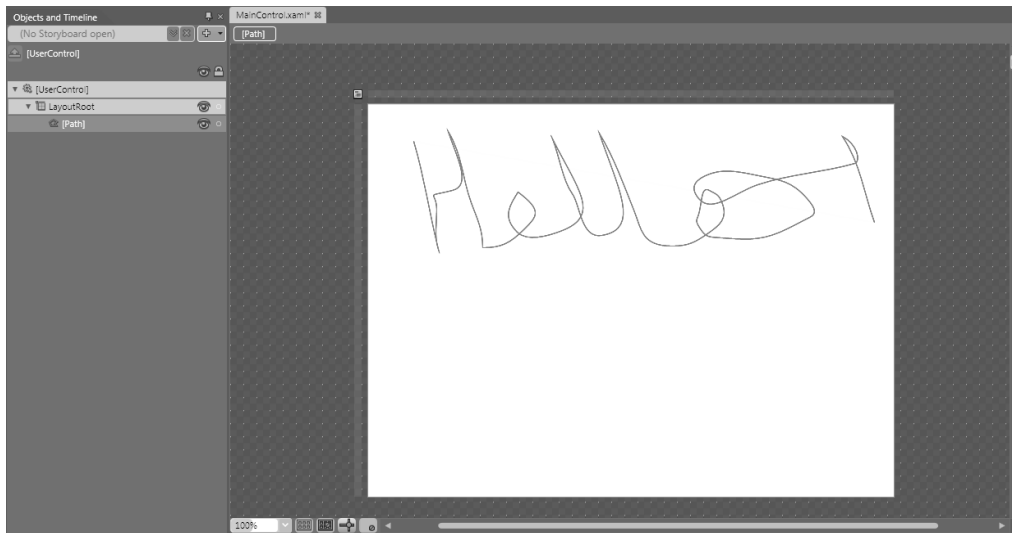 Objects and Timeline
MainControl.xaml*
(No Storyboard open)
[Path]
[UserControl]
[UserControl]
LayoutRoot
[Path]
Hello
100%